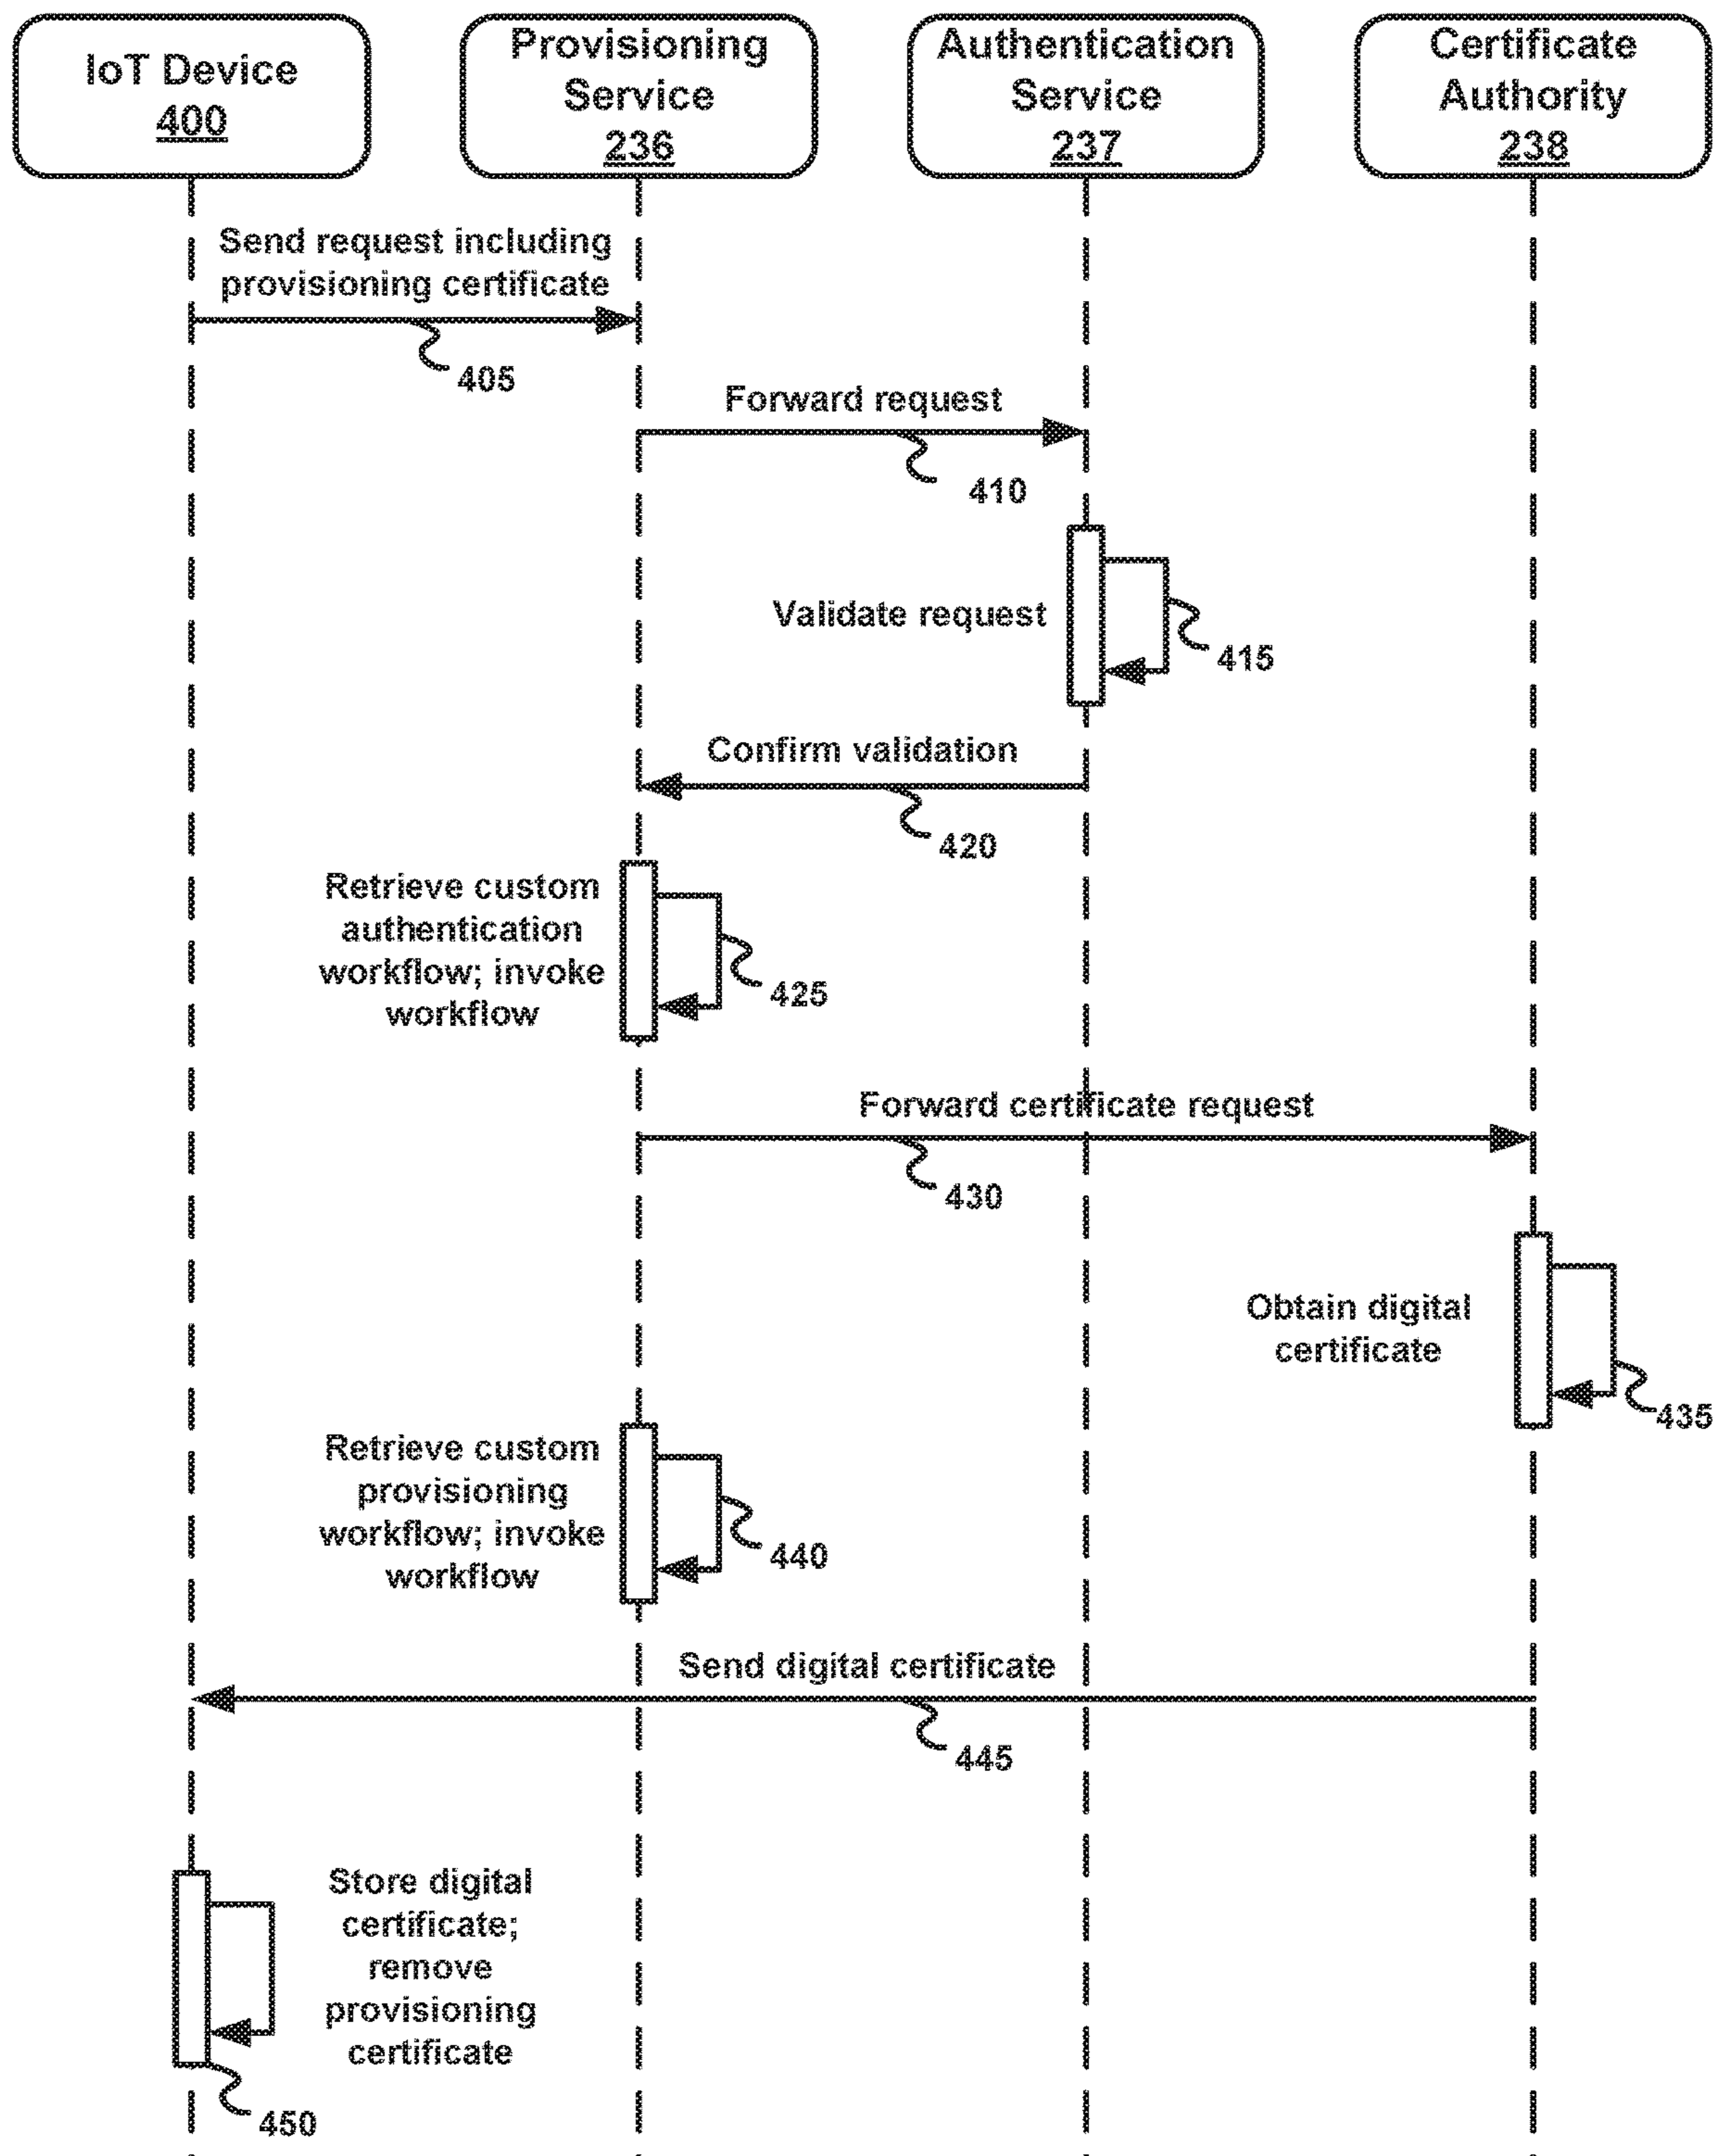 IoT Device
400
Provisioning
Service
236
Authentication
Service
237
Certificate
Authority
238
Send request including
provisioning certificate
405
Forward request
410
Validate request
415
Confirm validation
420
Retrieve custom
authentication
workflow; invoke
workflow
425
Forward certificate request
430
Obtain digital
certificate
435
Retrieve custom
provisioning
workflow; invoke
workflow
440
Send digital certificate
445
Store digital
certificate;
remove
provisioning
certificate
450